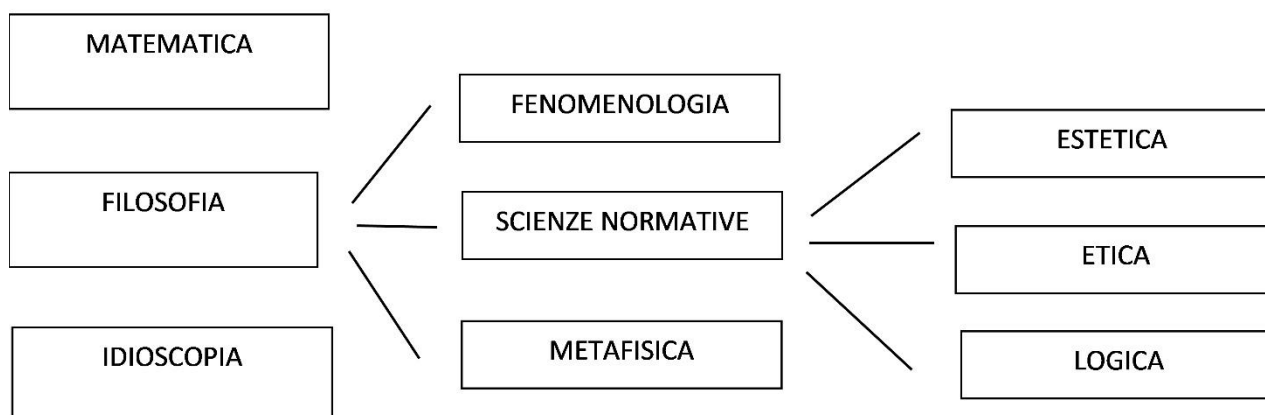 MATEMATICA
FILOSOFIA
IDIOSCOPIA
FENOMENOLOGIA
SCIENZE NORMATIVE
METAFISICA
ESTETICA
ETICA
LOGICA